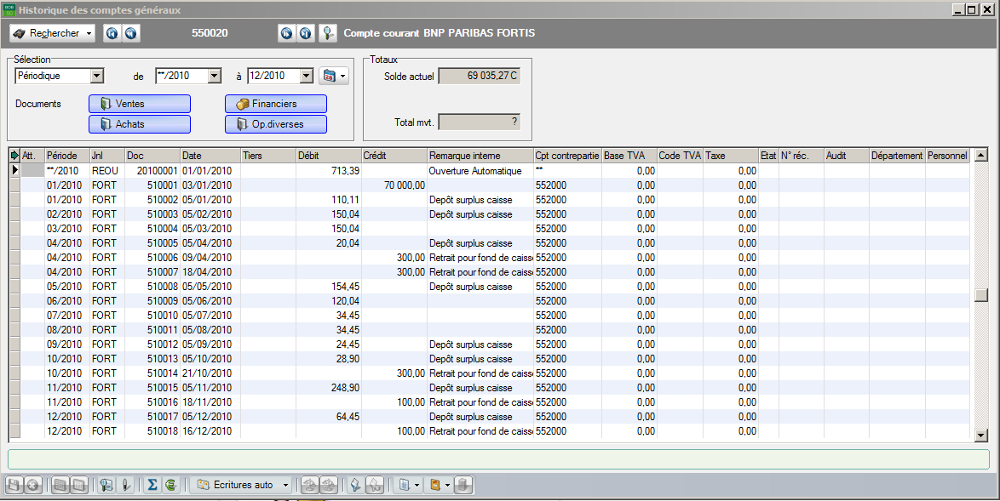 Historique des comptes généraux
Rechercher 550020 Compte courant BNP PARIBAS FORTIS
Sélection Totaux
Périodique de **/2010 à 12/2010 Solde actuel 69 035,27 C
Documents Ventes Financiers
Achats Op.diverses Total mvt. ?
Att. Période Jnl Doc Date Tiers Débit Crédit Remarque interne Cpt contrepartie Base TVA Code TVA Taxe Etat N° réc. Audit Département Personnel
**/2010 REOU 20100001 01/01/2010 713,39 Ouverture Automatique ** 0,00 0,00
01/2010 FORT 510001 03/01/2010 70 000,00 552000 0,00 0,00
01/2010 FORT 510002 05/01/2010 110,11 Depôt surplus caisse 552000 0,00 0,00
02/2010 FORT 510003 05/02/2010 150,04 Depôt surplus caisse 552000 0,00 0,00
03/2010 FORT 510004 05/03/2010 150,04 552000 0,00 0,00
04/2010 FORT 510005 05/04/2010 20,04 Depôt surplus caisse 552000 0,00 0,00
04/2010 FORT 510006 09/04/2010 300,00 Retrait pour fond de caiss 552000 0,00 0,00
04/2010 FORT 510007 18/04/2010 300,00 Retrait pour fond de caiss 552000 0,00 0,00
05/2010 FORT 510008 05/05/2010 154,45 Depôt surplus caisse 552000 0,00 0,00
06/2010 FORT 510009 05/06/2010 120,04 552000 0,00 0,00
07/2010 FORT 510010 05/07/2010 34,45 552000 0,00 0,00
08/2010 FORT 510011 05/08/2010 34,45 552000 0,00 0,00
09/2010 FORT 510012 05/09/2010 24,45 Depôt surplus caisse 552000 0,00 0,00
10/2010 FORT 510013 05/10/2010 28,90 Depôt surplus caisse 552000 0,00 0,00
10/2010 FORT 510014 21/10/2010 300,00 Retrait pour fond de caiss 552000 0,00 0,00
11/2010 FORT 510015 05/11/2010 248,90 Depôt surplus caisse 552000 0,00 0,00
11/2010 FORT 510016 18/11/2010 100,00 Retrait pour fond de caiss 552000 0,00 0,00
12/2010 FORT 510017 05/12/2010 64,45 Depôt surplus caisse 552000 0,00 0,00
12/2010 FORT 510018 16/12/2010 100,00 Retrait pour fond de caiss 552000 0,00 0,00
Ecritures auto